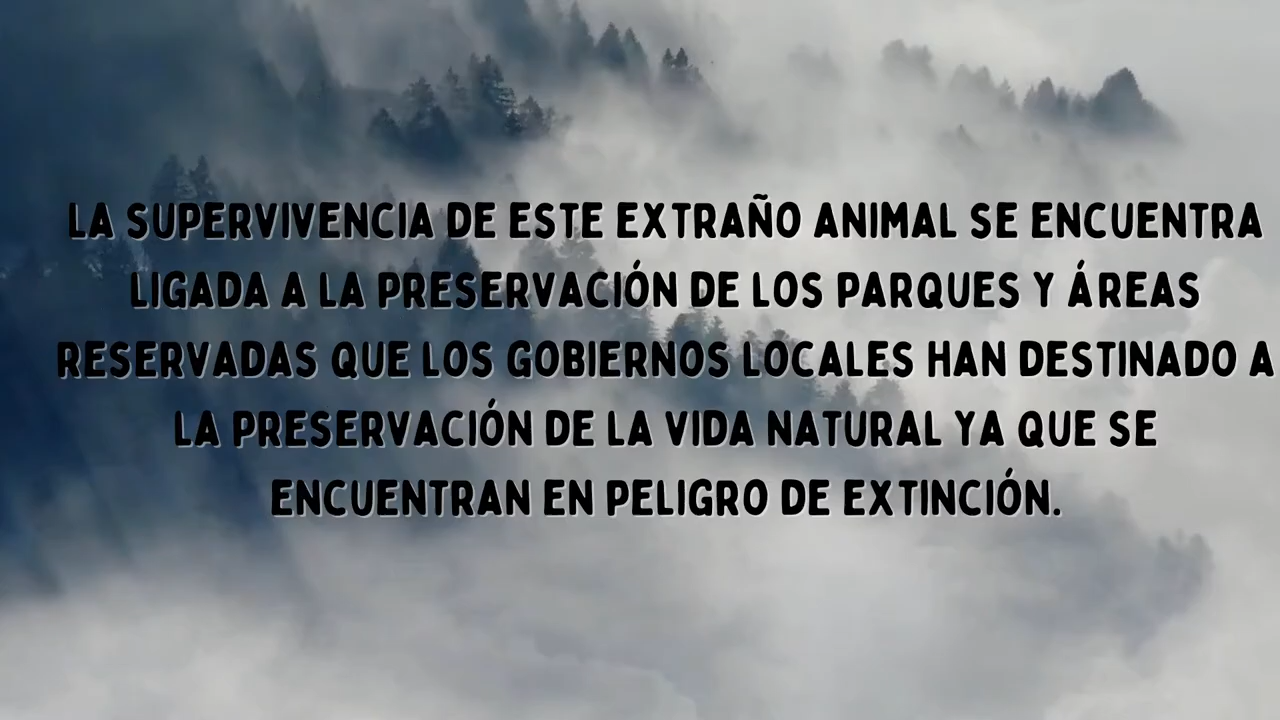 LA SUPERVIVENCIA DE ESTE EXTRAÑO ANIMAL SE ENCUENTRA
LIGADA A LA PRESERVACIÓN DE LOS PARQUES Y ÁREAS
RESERVADAS QUE LOS GOBIERNOS LOCALES HAN DESTINADO A
LA PRESERVACIÓN DE LA VIDA NATURAL YA QUE SE
ENCUENTRAN EN PELIGRO DE EXTINCIÓN.